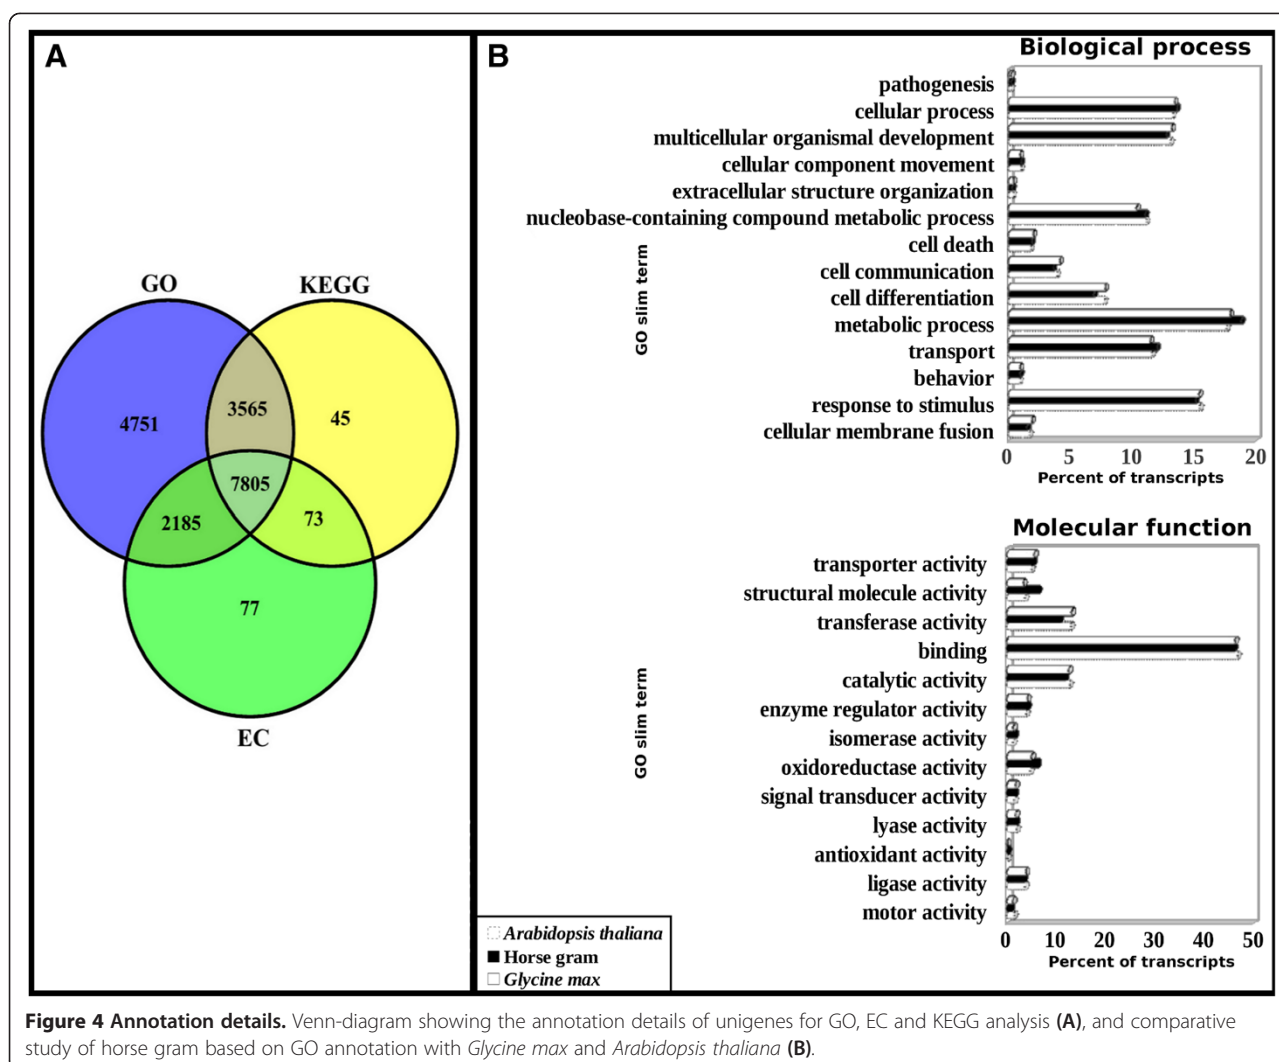 A
GO
KEGG
4751
3565
45
7805
2185
73
77
EC
B
Biological process
pathogenesis
cellular process
multicellular organismal development
cellular component movement
extracellular structure organization
nucleobase-containing compound metabolic process
cell death
cell communication
cell differentiation
metabolic process
transport
behavior
response to stimulus
cellular membrane fusion
GO slim term
0 5 10 15 20
Percent of transcripts
Molecular function
transporter activity
structural molecule activity
transferase activity
binding
catalytic activity
enzyme regulator activity
isomerase activity
oxidoreductase activity
signal transducer activity
lyase activity
antioxidant activity
ligase activity
motor activity
GO slim term
0 10 20 30 40 50
Percent of transcripts
Arabidopsis thaliana
Horse gram
Glycine max
Figure 4 Annotation details. Venn-diagram showing the annotation details of unigenes for GO, EC and KEGG analysis (A), and comparative
study of horse gram based on GO annotation with Glycine max and Arabidopsis thaliana (B).